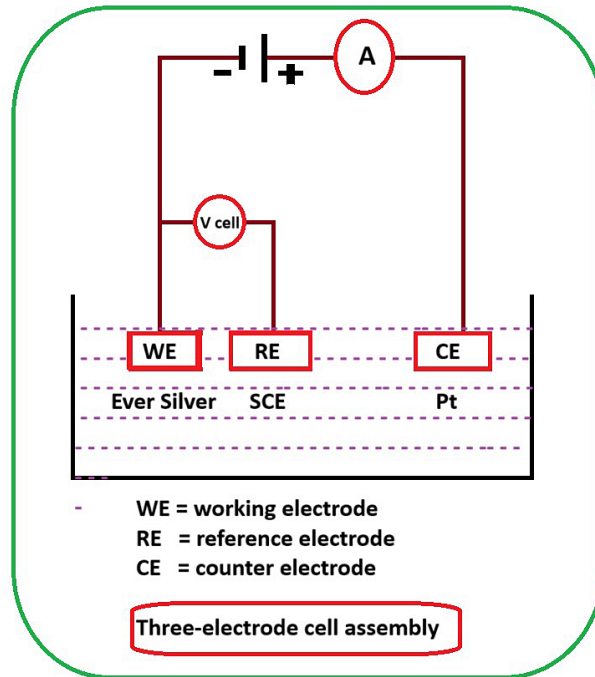 A
- +
V cell
WE RE CE
Ever Silver SCE Pt
WE = working electrode
RE = reference electrode
CE = counter electrode
Three-electrode cell assembly